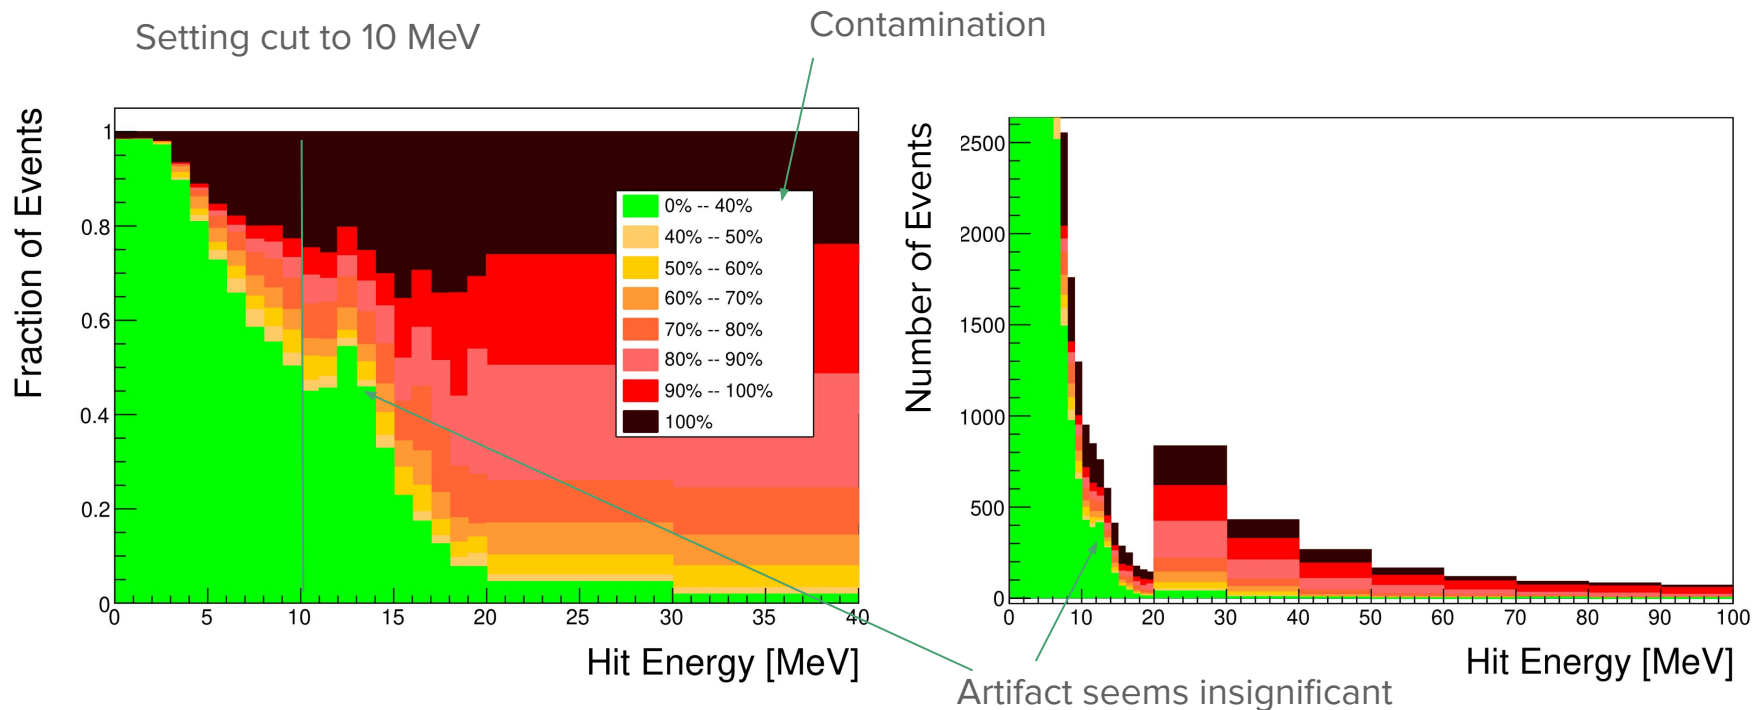 Setting cut to 10 MeV
Contamination
Fraction of Events
1
0.8
0.6
0.4
0.2
0
0 5 10 15 20 25 30 35 40
Hit Energy [MeV]
0% -- 40%
40% -- 50%
50% -- 60%
60% -- 70%
70% -- 80%
80% -- 90%
90% -- 100%
100%
Number of Events
2500
2000
1500
1000
500
0
0 10 20 30 40 50 60 70 80 90 100
Hit Energy [MeV]
Artifact seems insignificant